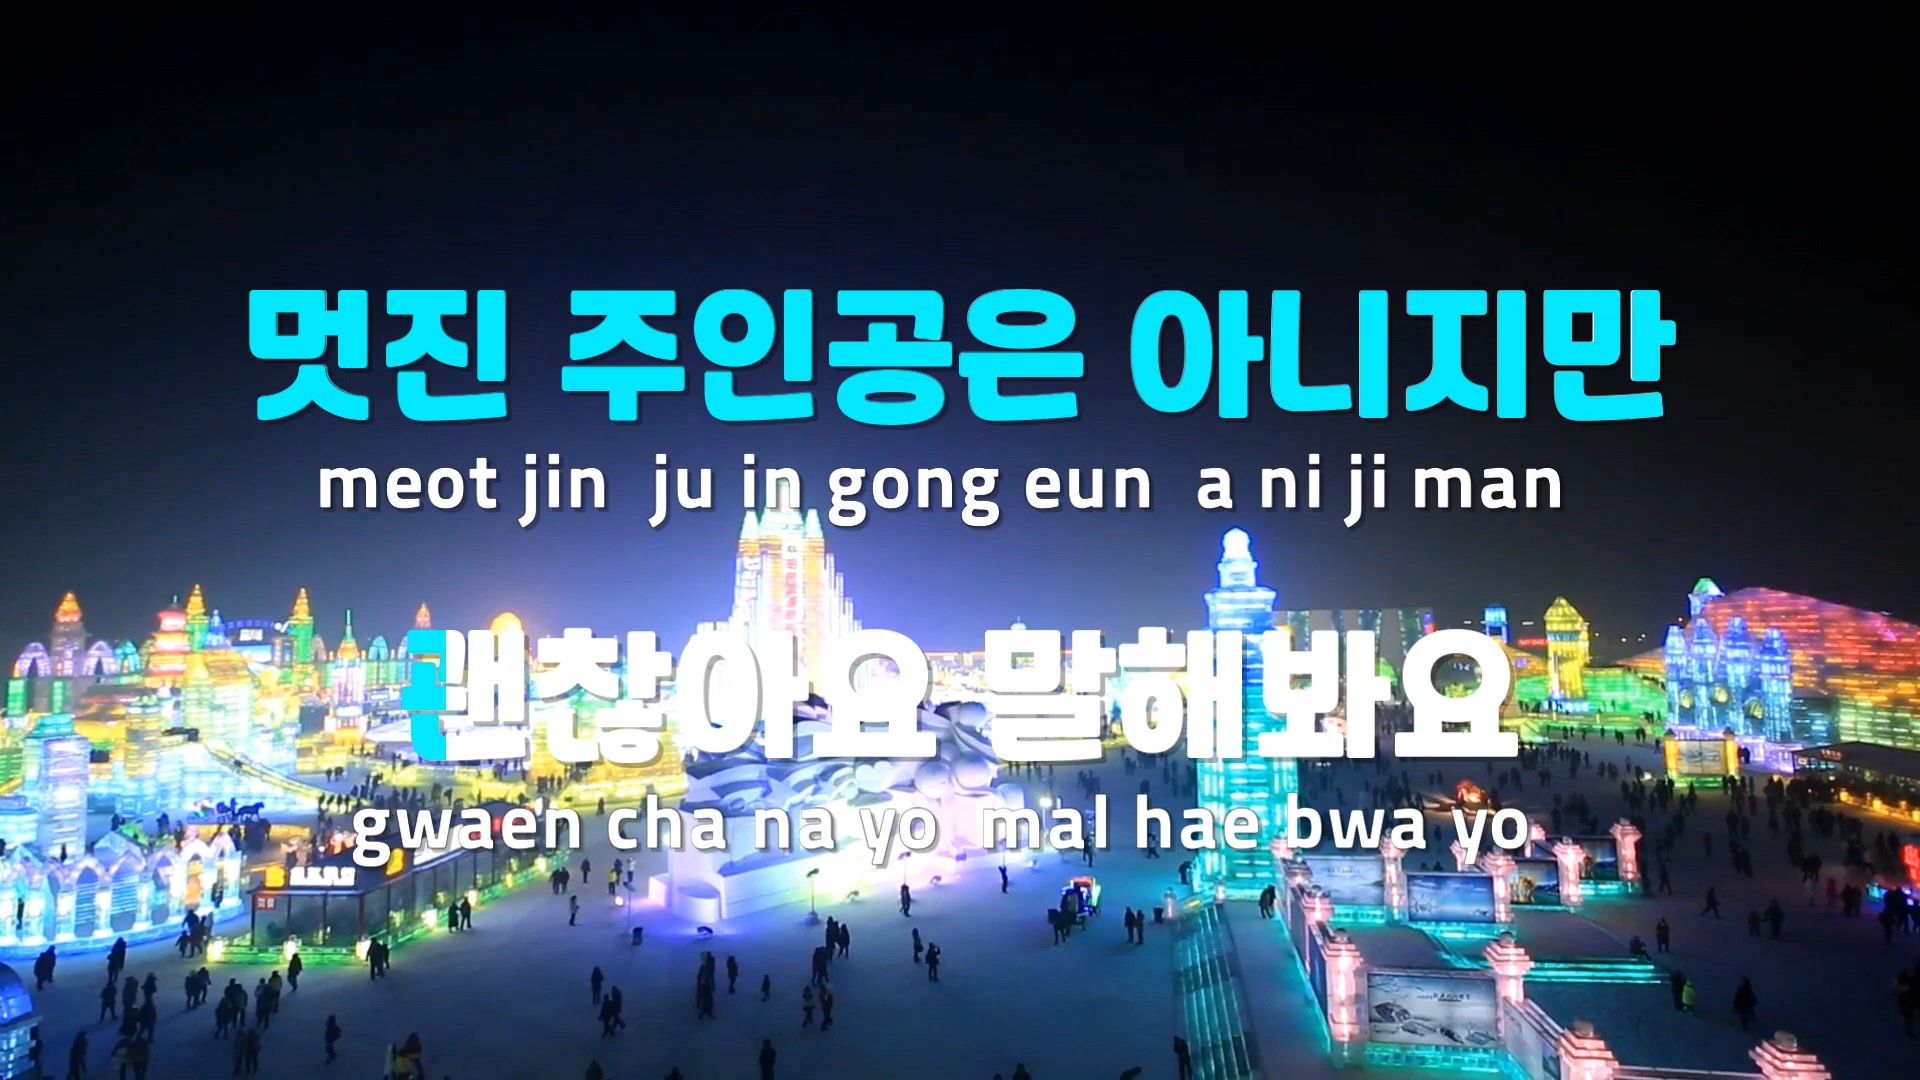 멋진 주인공은 아니지만
meot jin ju in gong eun a ni ji man
괜찮아요 말해봐요
gwaen cha na yo mal hae bwa yo